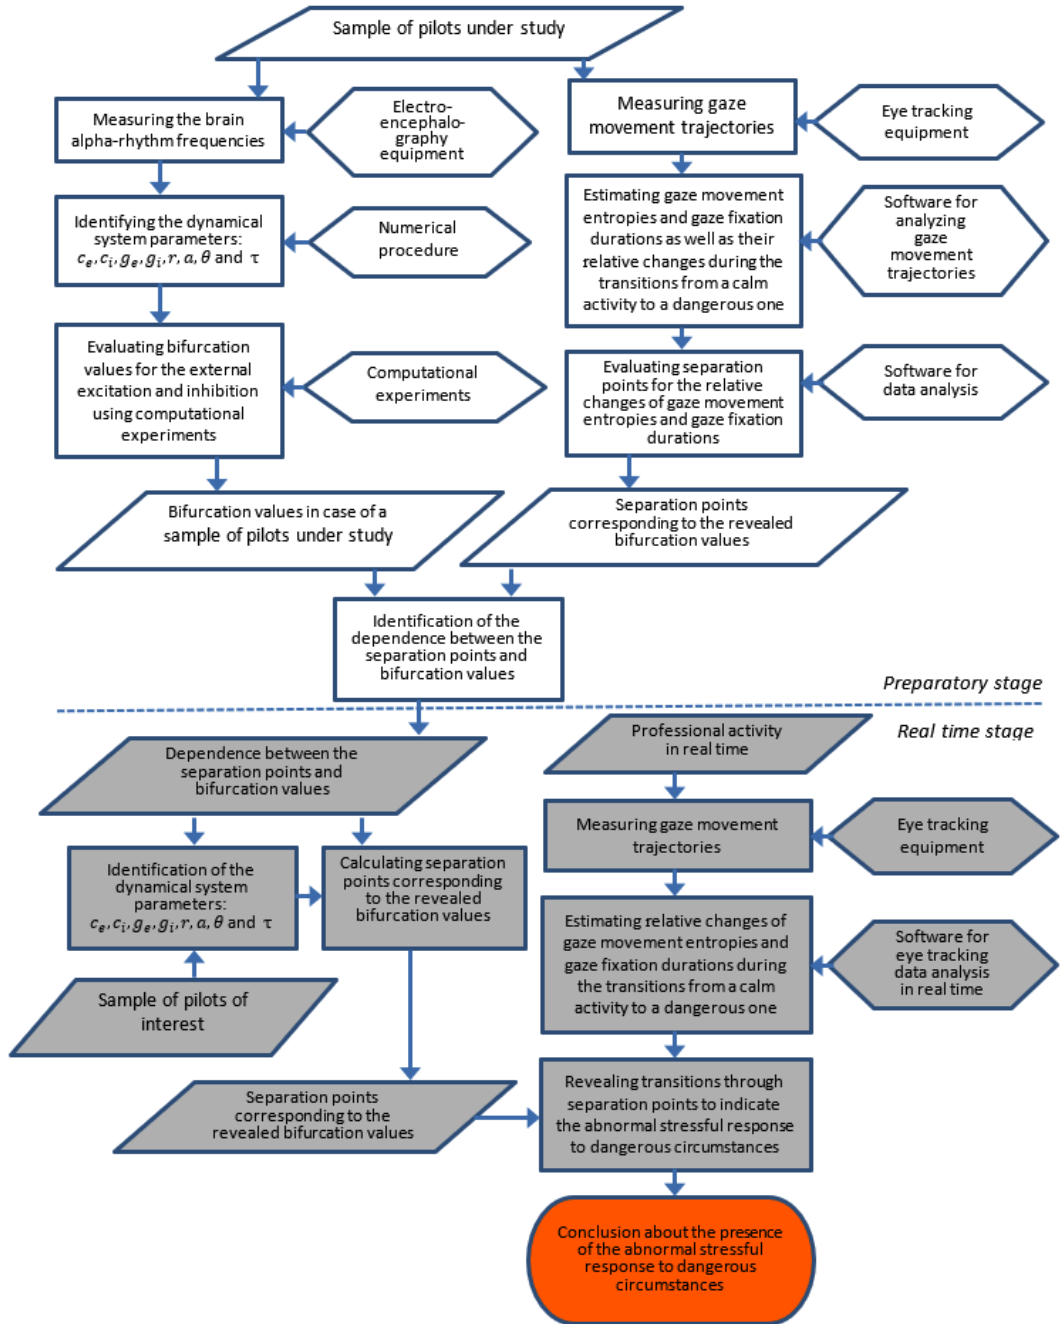 Sample of pilots under study
Measuring the brain
alpha-rhythm frequencies
Electro-
encephalo-
graphy
equipment
Measuring gaze
movement trajectories
Eye tracking
equipment
Identifying the dynamical
system parameters:
c_e, c_i, g_e, g_i, r, a, θ and τ
Numerical
procedure
Estimating gaze movement
entropies and gaze fixation
durations as well as their
relative changes during the
transitions from a calm
activity to a dangerous one
Software for
analyzing
gaze
movement
trajectories
Evaluating bifurcation
values for the external
excitation and inhibition
using computational
experiments
Computational
experiments
Evaluating separation
points for the relative
changes of gaze movement
entropies and gaze fixation
durations
Software for
data analysis
Bifurcation values in case of a
sample of pilots under study
Separation points
corresponding to the revealed
bifurcation values
Identification of the
dependence between the
separation points and
bifurcation values
Preparatory stage
Real time stage
Dependence between the
separation points and
bifurcation values
Professional activity
in real time
Measuring gaze movement
trajectories
Eye tracking
equipment
Identification of the
dynamical system
parameters:
c_e, c_i, g_e, g_i, r, a, θ and τ
Calculating separation
points corresponding
to the revealed
bifurcation values
Estimating relative changes of
gaze movement entropies and
gaze fixation durations during
the transitions from a calm
activity to a dangerous one
Software for
eye tracking
data analysis
in real time
Sample of pilots of
interest
Separation points
corresponding to the
revealed bifurcation values
Revealing transitions through
separation points to indicate
the abnormal stressful response
to dangerous circumstances
Conclusion about the presence
of the abnormal stressful
response to dangerous
circumstances